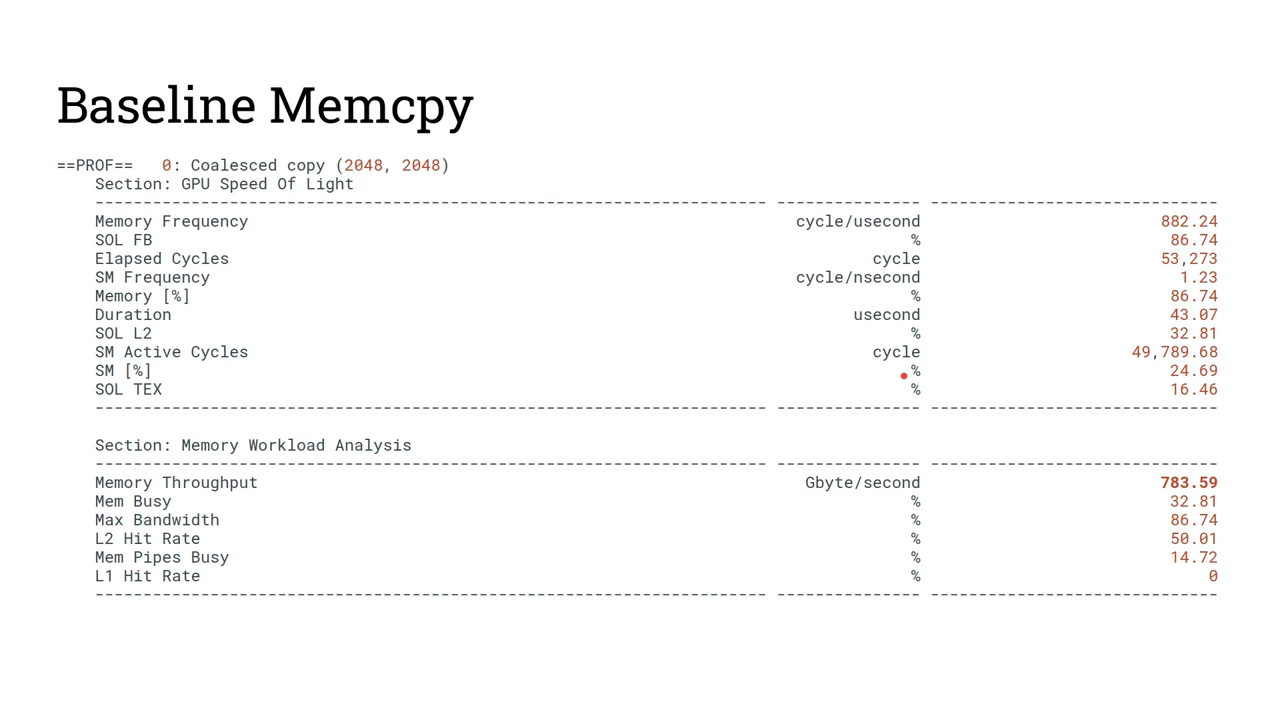 Baseline Memcpy
==PROF== 0: Coalesced copy (2048, 2048)
Section: GPU Speed Of Light
---------------------------------------------------------------------- --------------- ------------------------------
Memory Frequency cycle/usecond 882.24
SOL FB % 86.74
Elapsed Cycles cycle 53,273
SM Frequency cycle/nsecond 1.23
Memory [%] % 86.74
Duration usecond 43.07
SOL L2 % 32.81
SM Active Cycles cycle 49,789.68
SM [%] % 24.69
SOL TEX % 16.46
---------------------------------------------------------------------- --------------- ------------------------------
Section: Memory Workload Analysis
---------------------------------------------------------------------- --------------- ------------------------------
Memory Throughput Gbyte/second 783.59
Mem Busy % 32.81
Max Bandwidth % 86.74
L2 Hit Rate % 50.01
Mem Pipes Busy % 14.72
L1 Hit Rate % 0
---------------------------------------------------------------------- --------------- ------------------------------